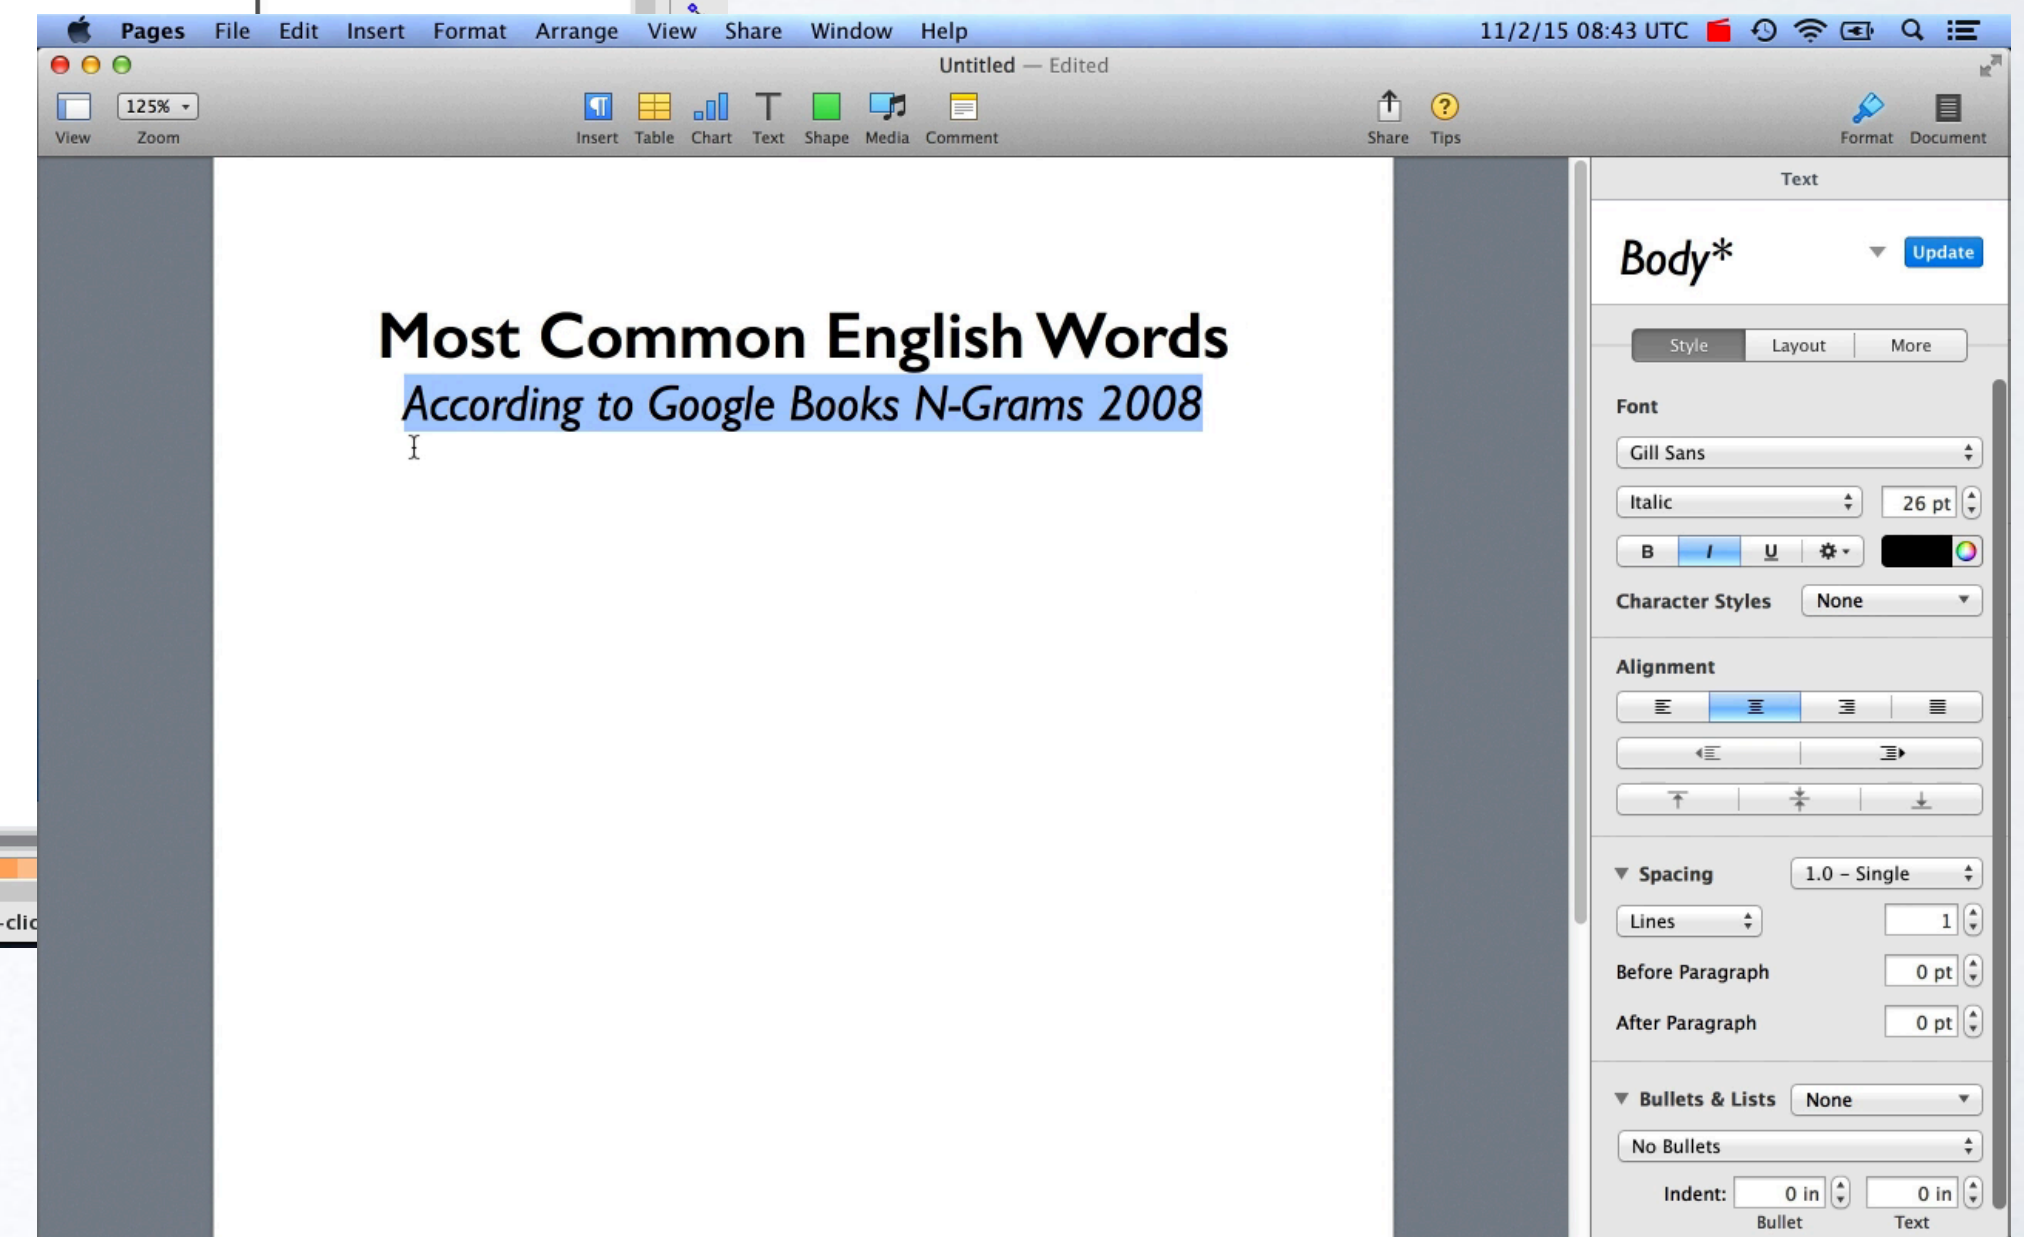 Pages File Edit Insert Format Arrange View Share Window Help 11/2/15 08:43 UTC
Untitled — Edited
125%
View Zoom Insert Table Chart Text Shape Media Comment Share Tips Format Document
Text
Body* Update
Most Common English Words
According to Google Books N-Grams 2008
Style Layout More
Font
Gill Sans
Italic 26 pt
B I U
Character Styles None
Alignment
Spacing 1.0 – Single
Lines 1
Before Paragraph 0 pt
After Paragraph 0 pt
Bullets & Lists None
No Bullets
Indent: 0 in 0 in
Bullet Text
-clic